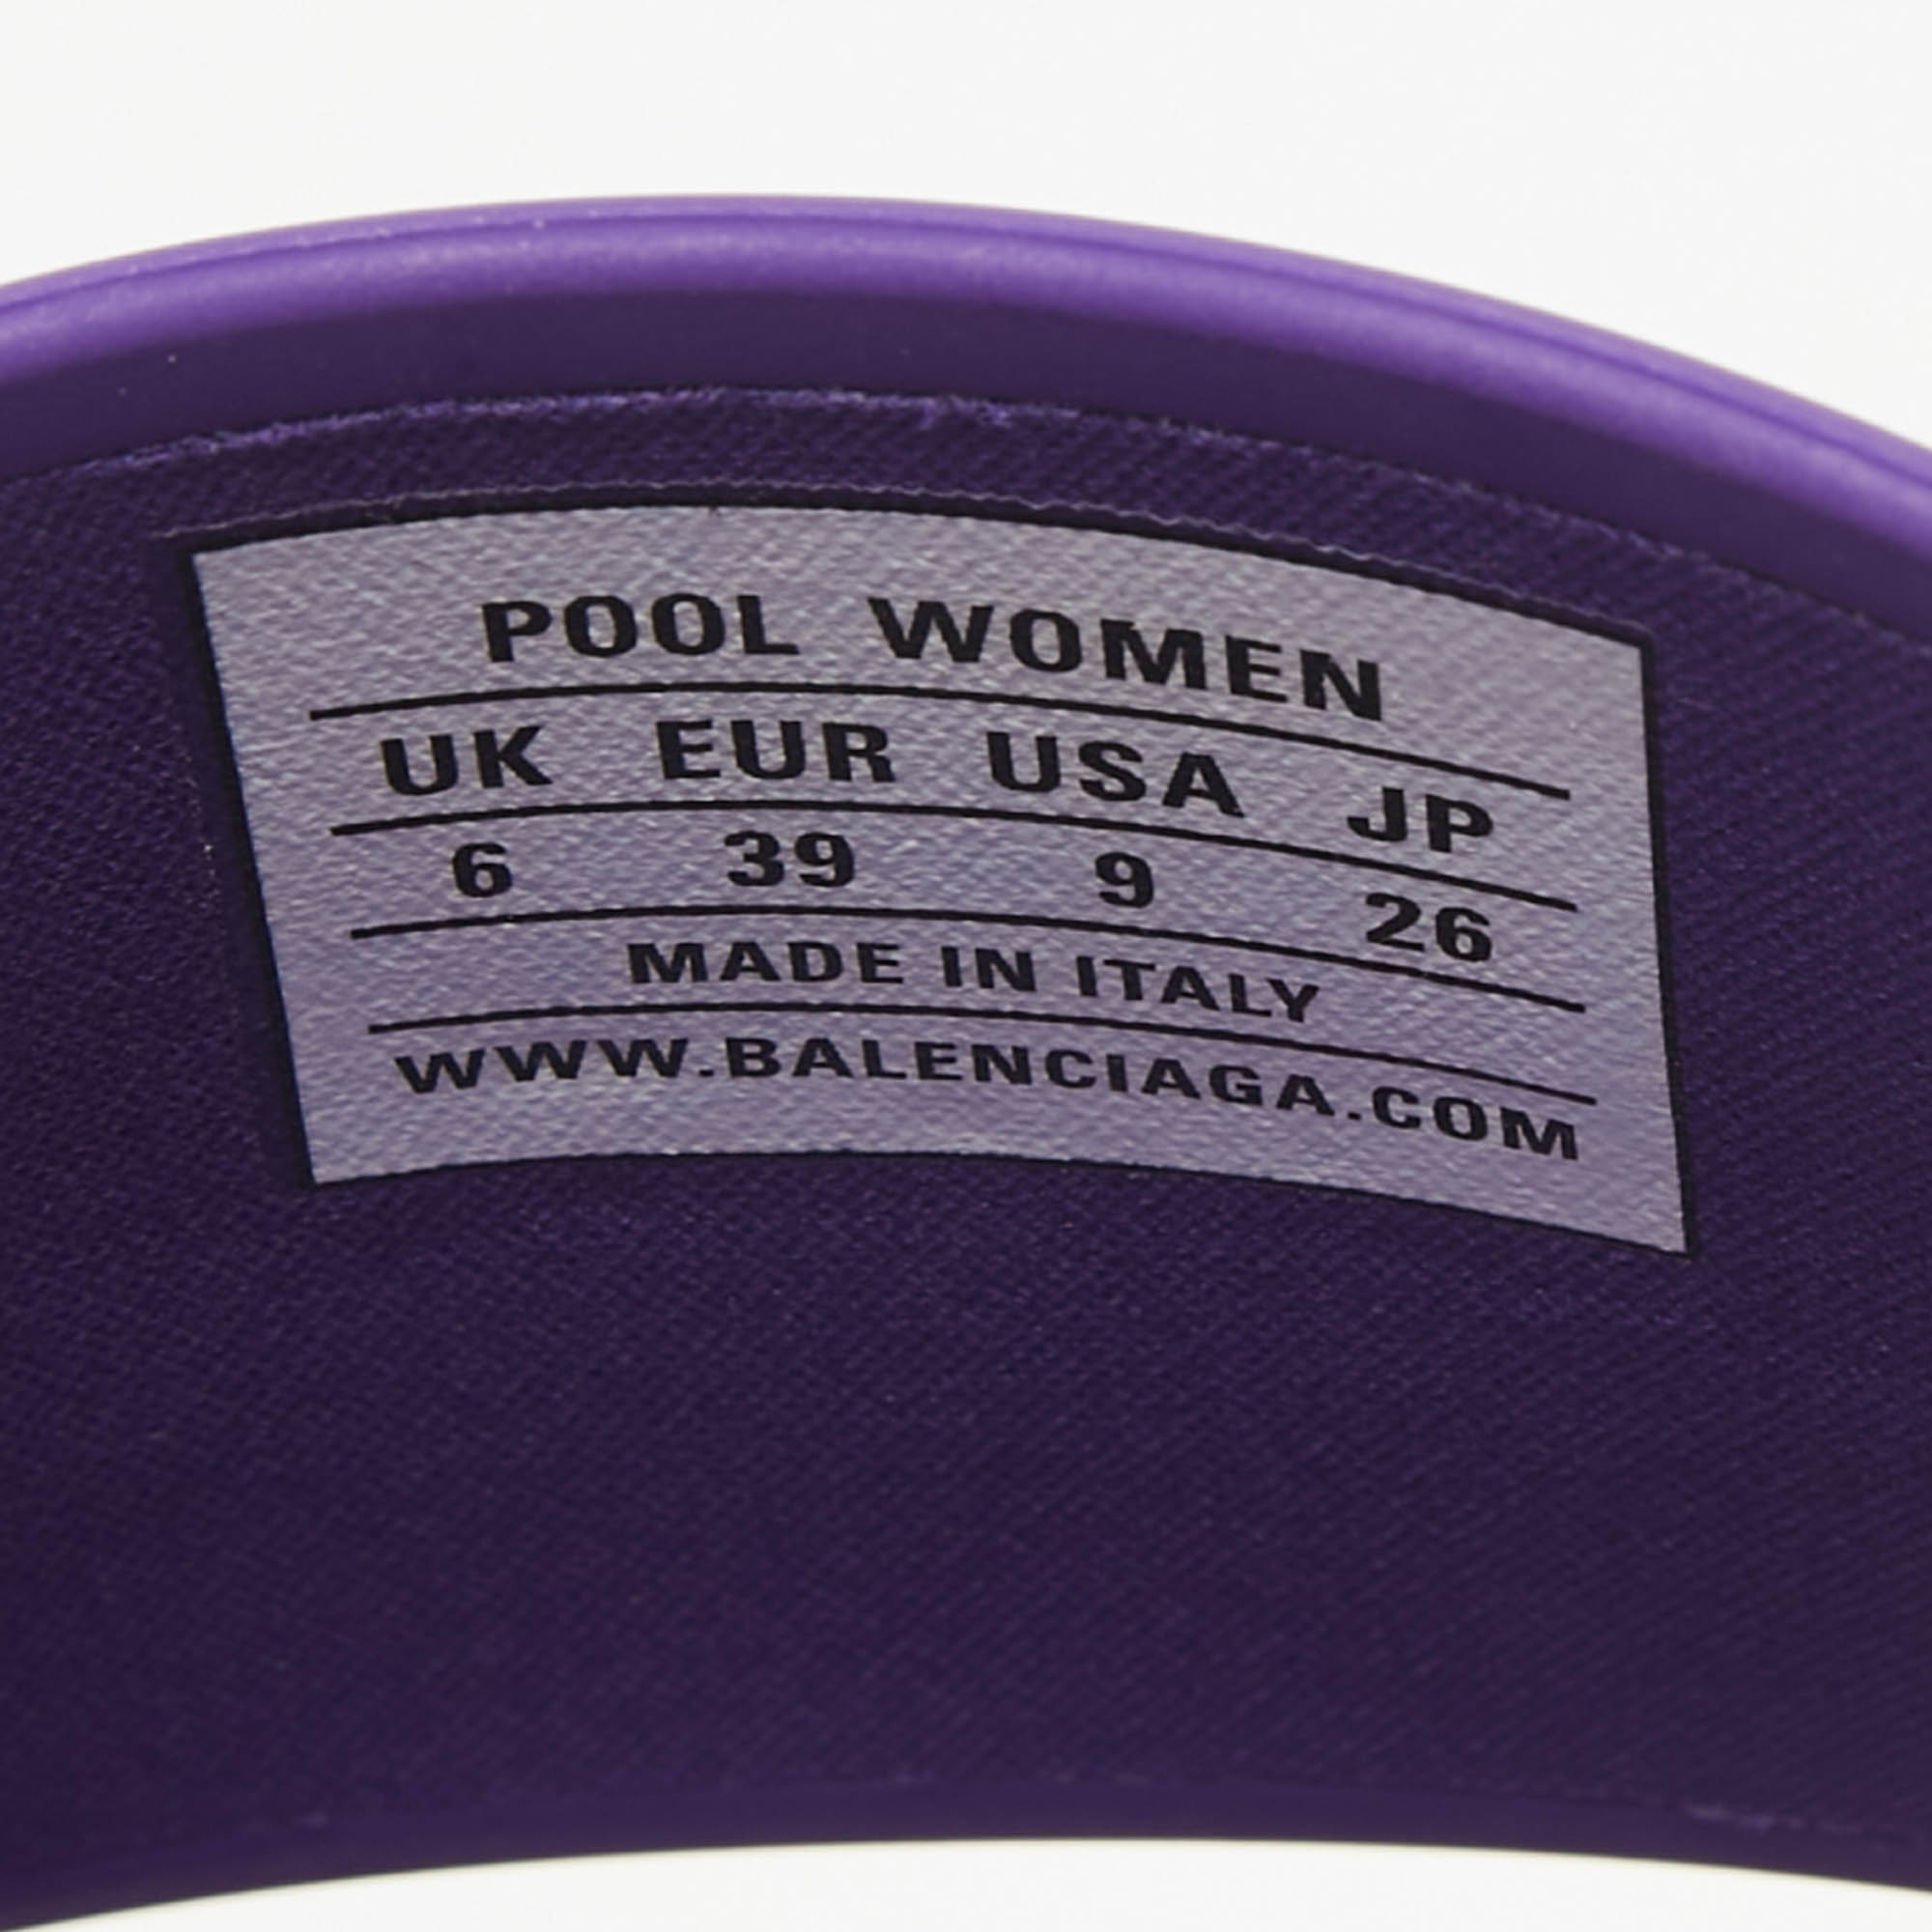 POOL WOMEN
UK EUR USA JP
6 39 9 26
MADE IN ITALY
WWW.BALENCIAGA.COM